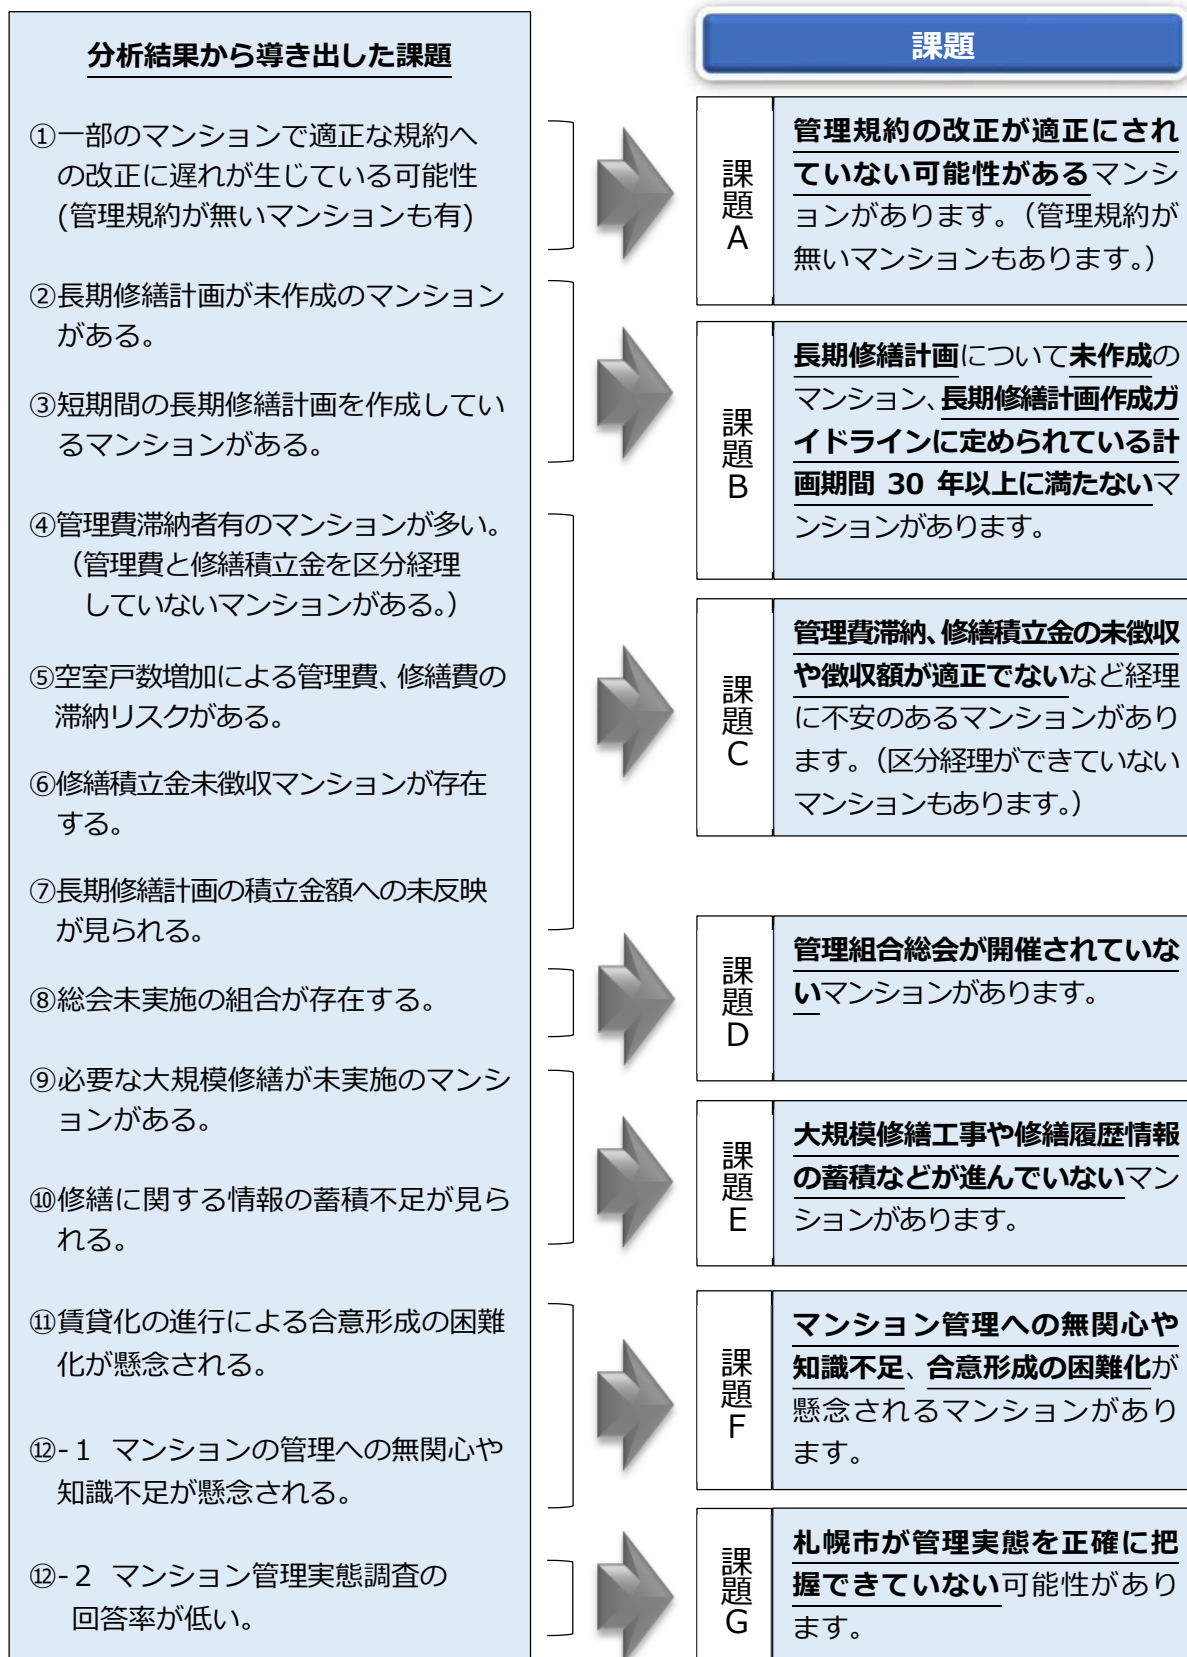 分析結果から導き出した課題
①一部のマンションで適正な規約へ
の改正に遅れが生じている可能性
(管理規約が無いマンションも有)
②長期修繕計画が未作成のマンション
がある。
③短期間の長期修繕計画を作成してい
るマンションがある。
④管理費滞納者有のマンションが多い。
（管理費と修繕積立金を区分経理
していないマンションがある。）
⑤空室戸数増加による管理費、修繕費の
滞納リスクがある。
⑥修繕積立金未徴収マンションが存在
する。
⑦長期修繕計画の積立金額への未反映
が見られる。
⑧総会未実施の組合が存在する。
⑨必要な大規模修繕が未実施のマンシ
ョンがある。
⑩修繕に関する情報の蓄積不足が見ら
れる。
⑪賃貸化の進行による合意形成の困難
化が懸念される。
⑫-１ マンションの管理への無関心や
知識不足が懸念される。
⑫-２ マンション管理実態調査の
回答率が低い。
課題
課題A
管理規約の改正が適正にされ
ていない可能性があるマンシ
ョンがあります。（管理規約が
無いマンションもあります。）
課題B
長期修繕計画について未作成の
マンション、長期修繕計画作成ガ
イドラインに定められている計
画期間 30 年以上に満たないマ
ンションがあります。
課題C
管理費滞納、修繕積立金の未徴収
や徴収額が適正でないなど経理
に不安のあるマンションがあり
ます。（区分経理ができていない
マンションもあります。）
課題D
管理組合総会が開催されていな
いマンションがあります。
課題E
大規模修繕工事や修繕履歴情報
の蓄積などが進んでいないマン
ションがあります。
課題F
マンション管理への無関心や
知識不足、合意形成の困難化が
懸念されるマンションがあり
ます。
課題G
札幌市が管理実態を正確に把
握できていない可能性があり
ます。